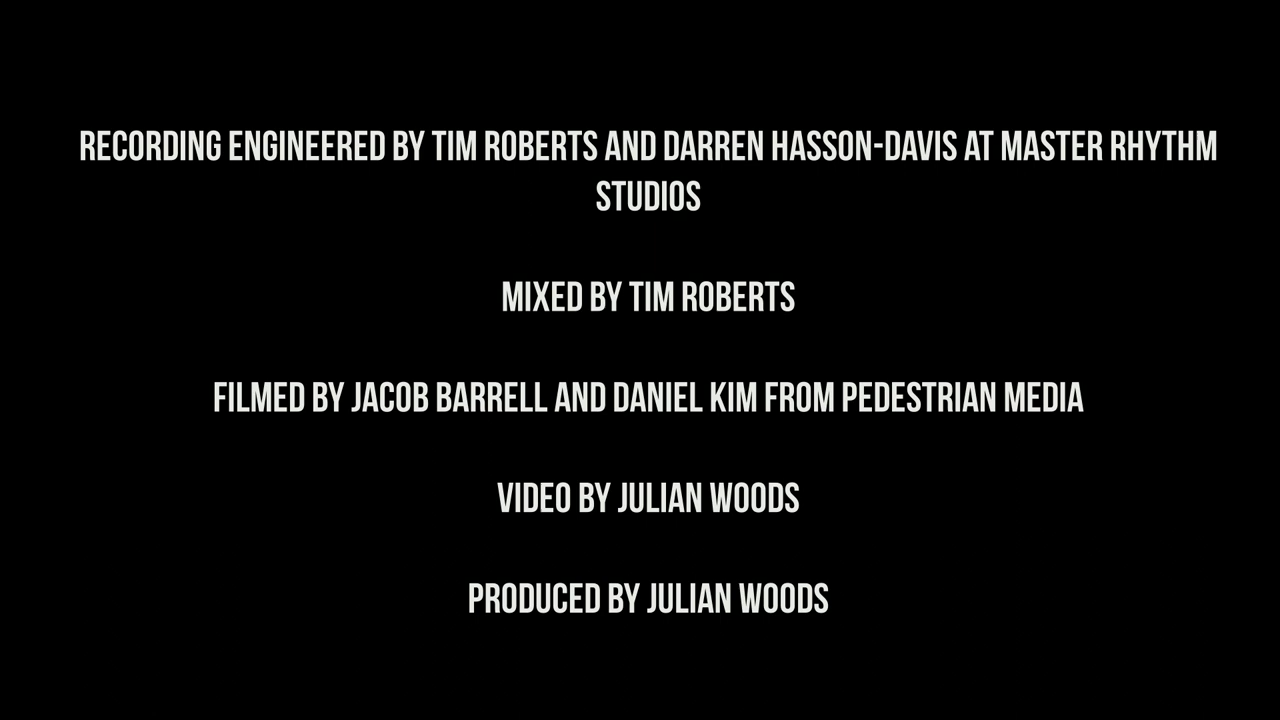 RECORDING ENGINEERED BY TIM ROBERTS AND DARREN HASSON-DAVIS AT MASTER RHYTHM
STUDIOS
MIXED BY TIM ROBERTS
FILMED BY JACOB BARRELL AND DANIEL KIM FROM PEDESTRIAN MEDIA
VIDEO BY JULIAN WOODS
PRODUCED BY JULIAN WOODS